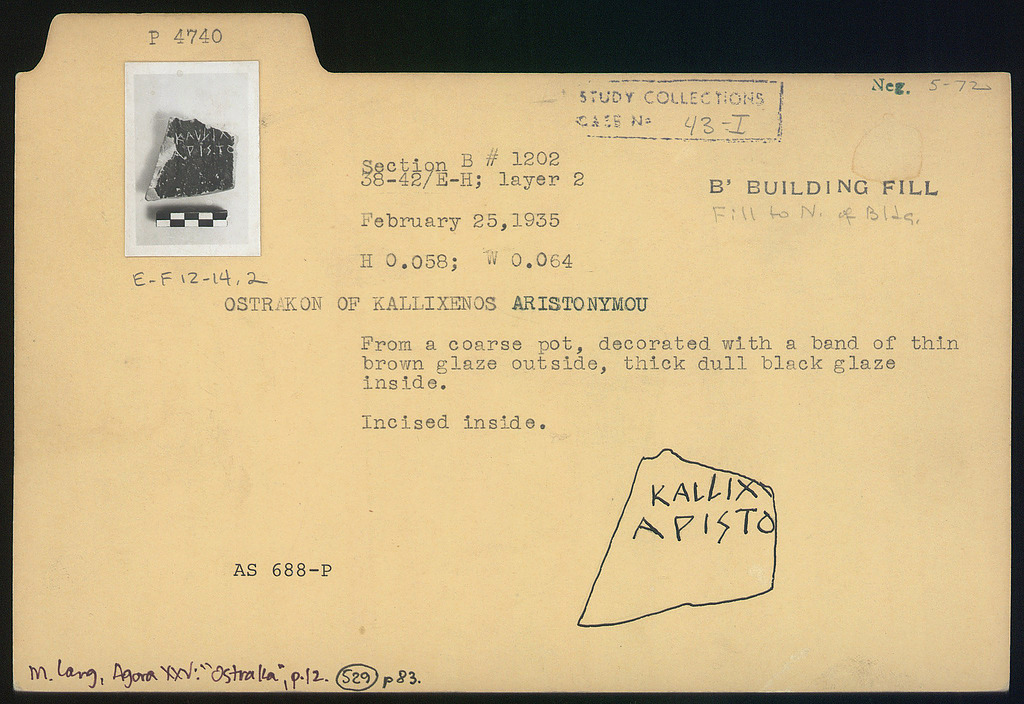 P 4740
Neg. 5-72
STUDY COLLECTIONS
CASE No 43-I
KAVVIX
APISTO
Section B # 1202
38-42/E-H; layer 2
B' BUILDING FILL
Fill to N. of Bldg.
February 25,1935
H 0.058; W 0.064
E-F 12-14, 2
OSTRAKON OF KALLIXENOS ARISTONYMOU
From a coarse pot, decorated with a band of thin
brown glaze outside, thick dull black glaze
inside.
Incised inside.
KALLIX
APISTO
AS 688-P
M. Lang, Agora XXV: "Ostraka", p.12. 529 p 83.